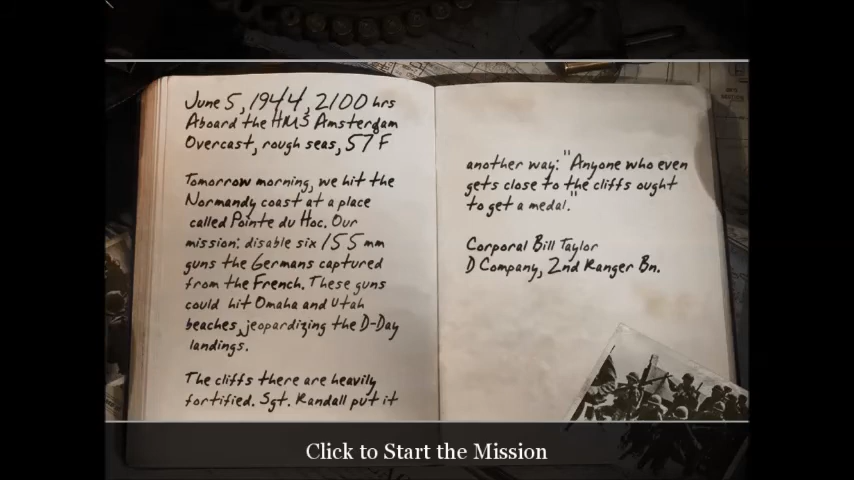 June 5, 1944, 2100 hrs
Aboard the HMS Amsterdam
Overcast, rough seas, 57 F
Tomorrow morning, we hit the
Normandy coast at a place
called Pointe du Hoc. Our
mission: disable six 155 mm
guns the Germans captured
from the French. These guns
could hit Omaha and Utah
beaches, jeopardizing the D-Day
landings.
The cliffs there are heavily
fortified. Sgt. Randall put it
another way: "Anyone who even
gets close to the cliffs ought
to get a medal."
Corporal Bill Taylor
D Company, 2nd Ranger Bn.
Click to Start the Mission